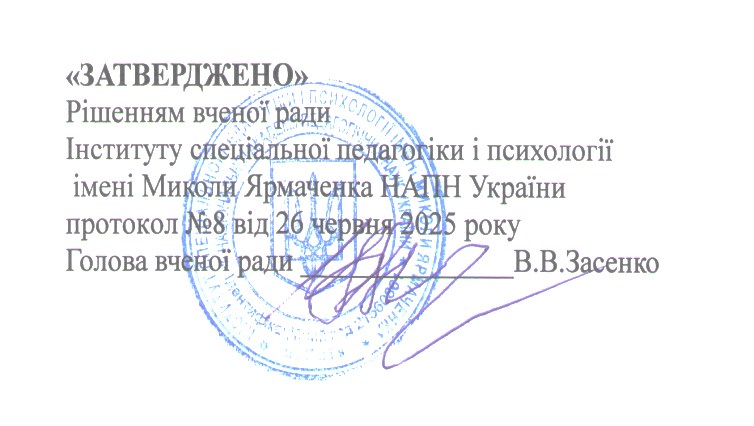 «ЗАТВЕРДЖЕНО»
Рішенням вченої ради
Інституту спеціальної педагогіки і психології
імені Миколи Ярмаченка НАПН України
протокол №8 від 26 червня 2025 року
Голова вченої ради ________________В.В.Засенко